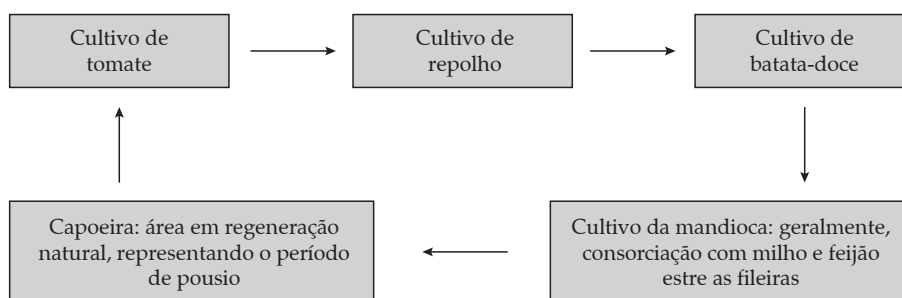 Cultivo de
tomate
Cultivo de
repolho
Cultivo de
batata-doce
Capoeira: área em regeneração
natural, representando o período
de pousio
Cultivo da mandioca: geralmente,
consorciação com milho e feijão
estre as fileiras